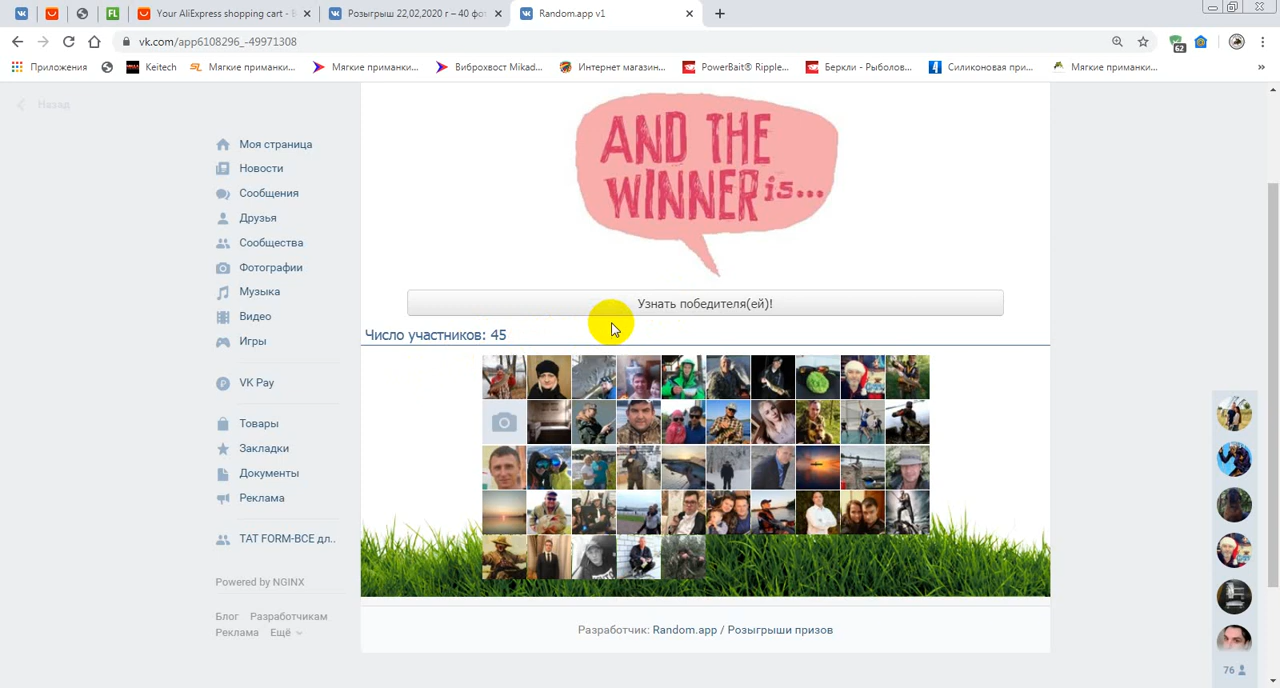 Your AliExpress shopping cart - B
Розыгрыш 22,02,2020 г – 40 фот
Random.app v1
FL
vk.com/app6108296_-49971308
62
Приложения
Keitech
Мягкие приманки...
Мягкие приманки...
Виброхвост Mikad...
Интернет магазин...
PowerBait® Ripple...
Беркли - Рыболов...
Силиконовая при...
Мягкие приманки...
Назад
Моя страница
Новости
Сообщения
Друзья
Сообщества
Фотографии
Музыка
Видео
Игры
VK Pay
Товары
Закладки
Документы
Реклама
TAT FORM-ВСЕ дл..
Powered by NGINX
Блог Разработчикам
Реклама Ещё
AND THE
WINNER is...
Узнать победителя(ей)!
Число участников: 45
Разработчик: Random.app / Розыгрыши призов
76